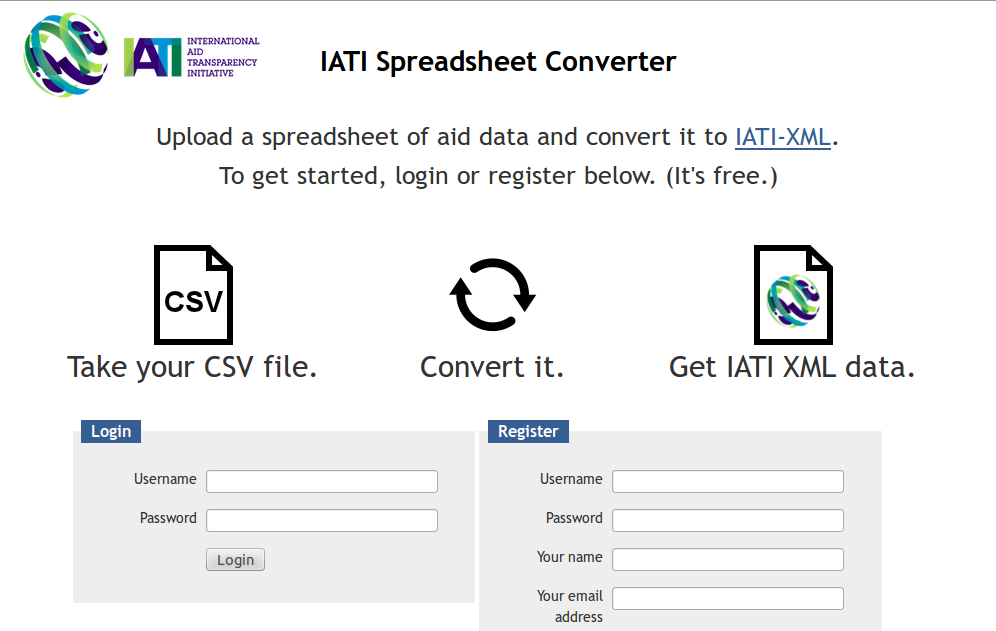 IATI
INTERNATIONAL
AID
TRANSPARENCY
INITIATIVE
IATI Spreadsheet Converter
Upload a spreadsheet of aid data and convert it to IATI-XML.
To get started, login or register below. (It's free.)
CSV
Take your CSV file.
Convert it.
Get IATI XML data.
Login
Username
Password
Login
Register
Username
Password
Your name
Your email
address